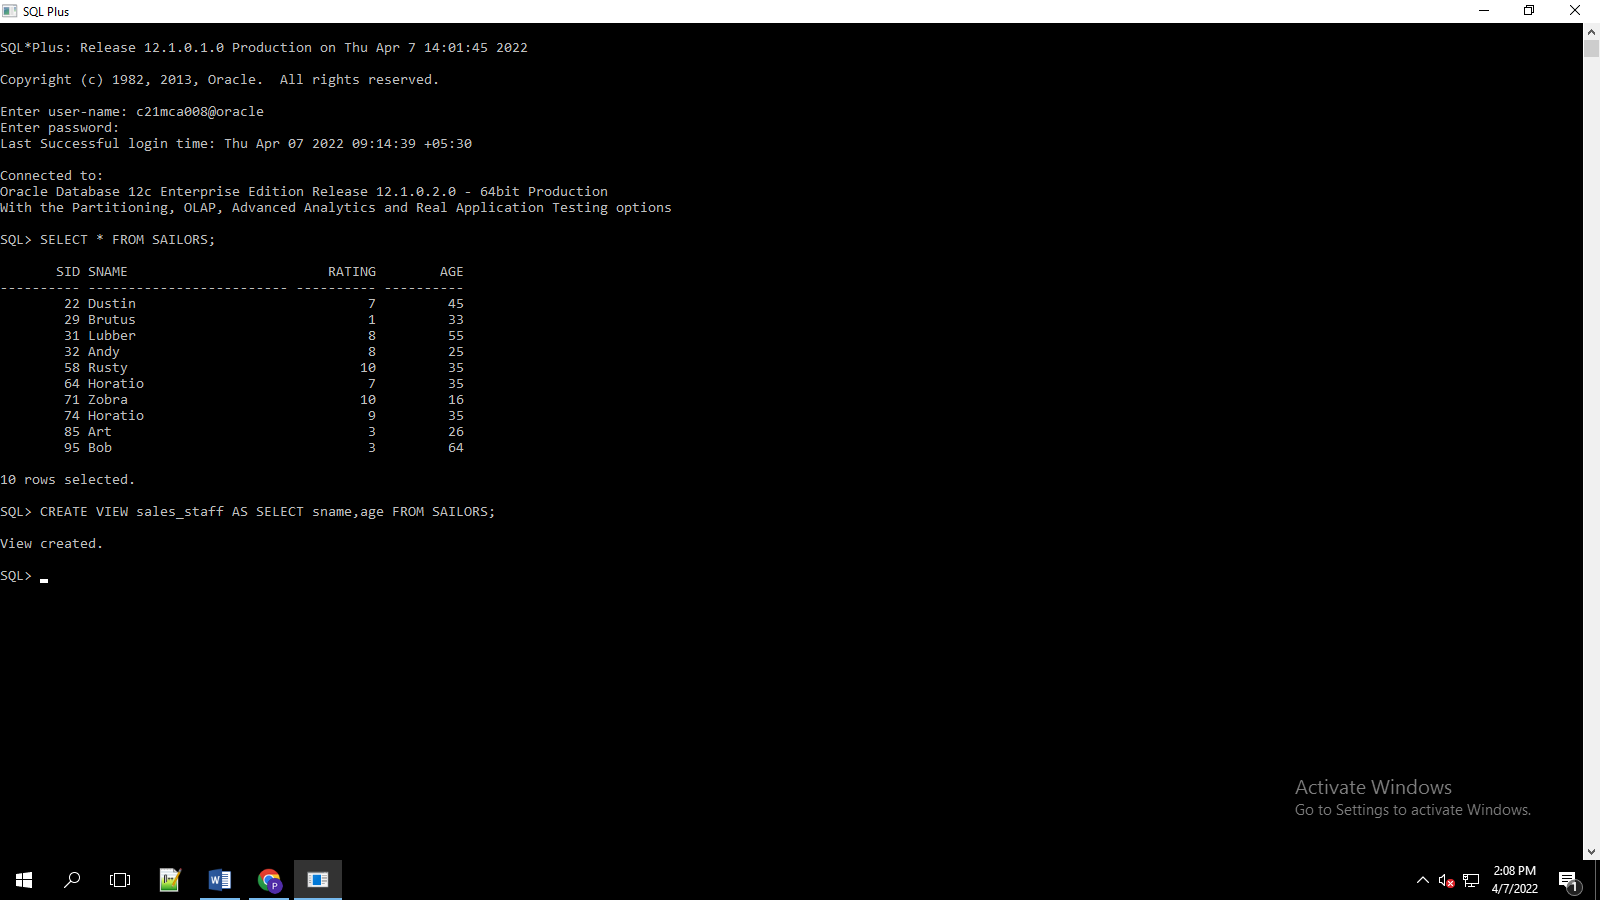 SQL Plus
SQL*Plus: Release 12.1.0.1.0 Production on Thu Apr 7 14:01:45 2022
Copyright (c) 1982, 2013, Oracle.  All rights reserved.
Enter user-name: c21mca008@oracle
Enter password:
Last Successful login time: Thu Apr 07 2022 09:14:39 +05:30
Connected to:
Oracle Database 12c Enterprise Edition Release 12.1.0.2.0 - 64bit Production
With the Partitioning, OLAP, Advanced Analytics and Real Application Testing options
SQL> SELECT * FROM SAILORS;
       SID SNAME                         RATING        AGE
---------- ------------------------- ---------- ----------
        22 Dustin                             7         45
        29 Brutus                             1         33
        31 Lubber                             8         55
        32 Andy                               8         25
        58 Rusty                             10         35
        64 Horatio                            7         35
        71 Zobra                             10         16
        74 Horatio                            9         35
        85 Art                                3         26
        95 Bob                                3         64
10 rows selected.
SQL> CREATE VIEW sales_staff AS SELECT sname,age FROM SAILORS;
View created.
SQL>
Activate Windows
Go to Settings to activate Windows.
2:08 PM
4/7/2022
1